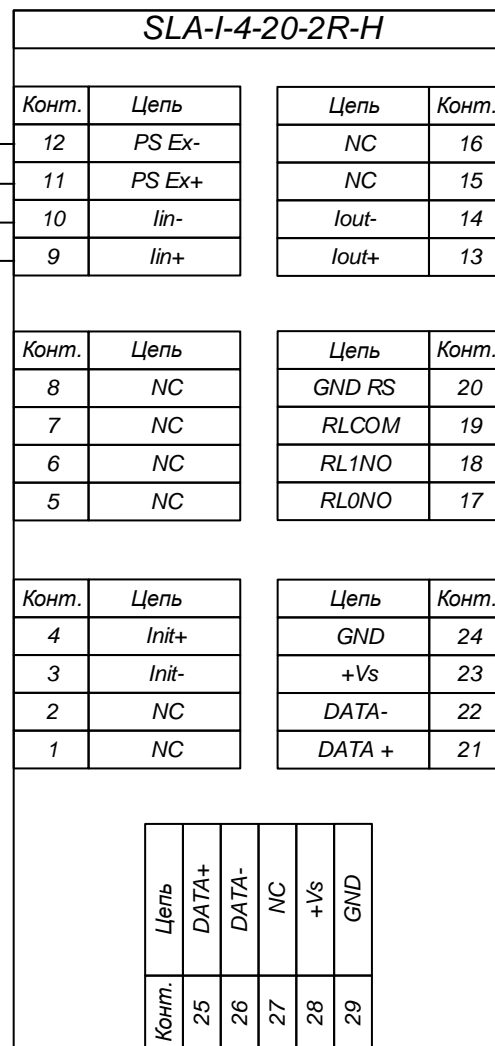 SLA-I-4-20-2R-H
Конт. Цепь
12 PS Ex-
11 PS Ex+
10 Iin-
9 Iin+
Цепь Конт.
NC 16
NC 15
Iout- 14
Iout+ 13
Конт. Цепь
8 NC
7 NC
6 NC
5 NC
Цепь Конт.
GND RS 20
RLCOM 19
RL1NO 18
RL0NO 17
Конт. Цепь
4 Init+
3 Init-
2 NC
1 NC
Цепь Конт.
GND 24
+Vs 23
DATA- 22
DATA + 21
Конт. Цепь
25 DATA+
26 DATA-
27 NC
28 +Vs
29 GND